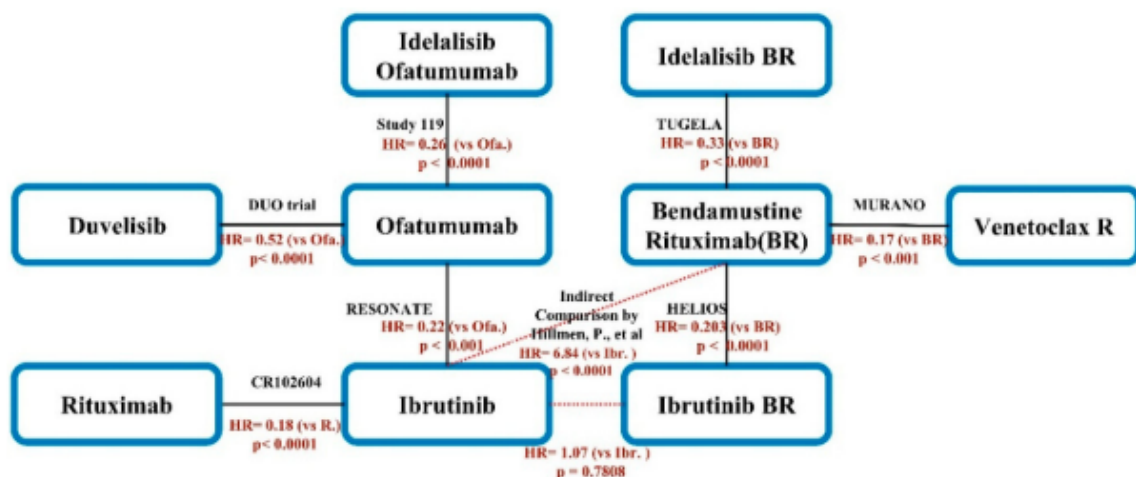 Idelalisib
Ofatumumab
Idelalisib BR
Study 119
HR= 0.26 (vs Ofa.)
p < 0.0001
TUGELA
HR= 0.33 (vs BR)
p < 0.0001
Duvelisib
DUO trial
HR= 0.52 (vs Ofa.)
p< 0.0001
Ofatumumab
Bendamustine
Rituximab(BR)
MURANO
HR= 0.17 (vs BR)
p < 0.001
Venetoclax R
RESONATE
HR= 0.22 (vs Ofa.)
p < 0.001
Indirect
Comparison by
Hillmen, P., et al
HR= 6.84 (vs Ibr. )
p < 0.0001
HELIOS
HR= 0.203 (vs BR)
p < 0.0001
Rituximab
CR102604
HR= 0.18 (vs R.)
p< 0.0001
Ibrutinib
Ibrutinib BR
HR= 1.07 (vs Ibr. )
p = 0.7808